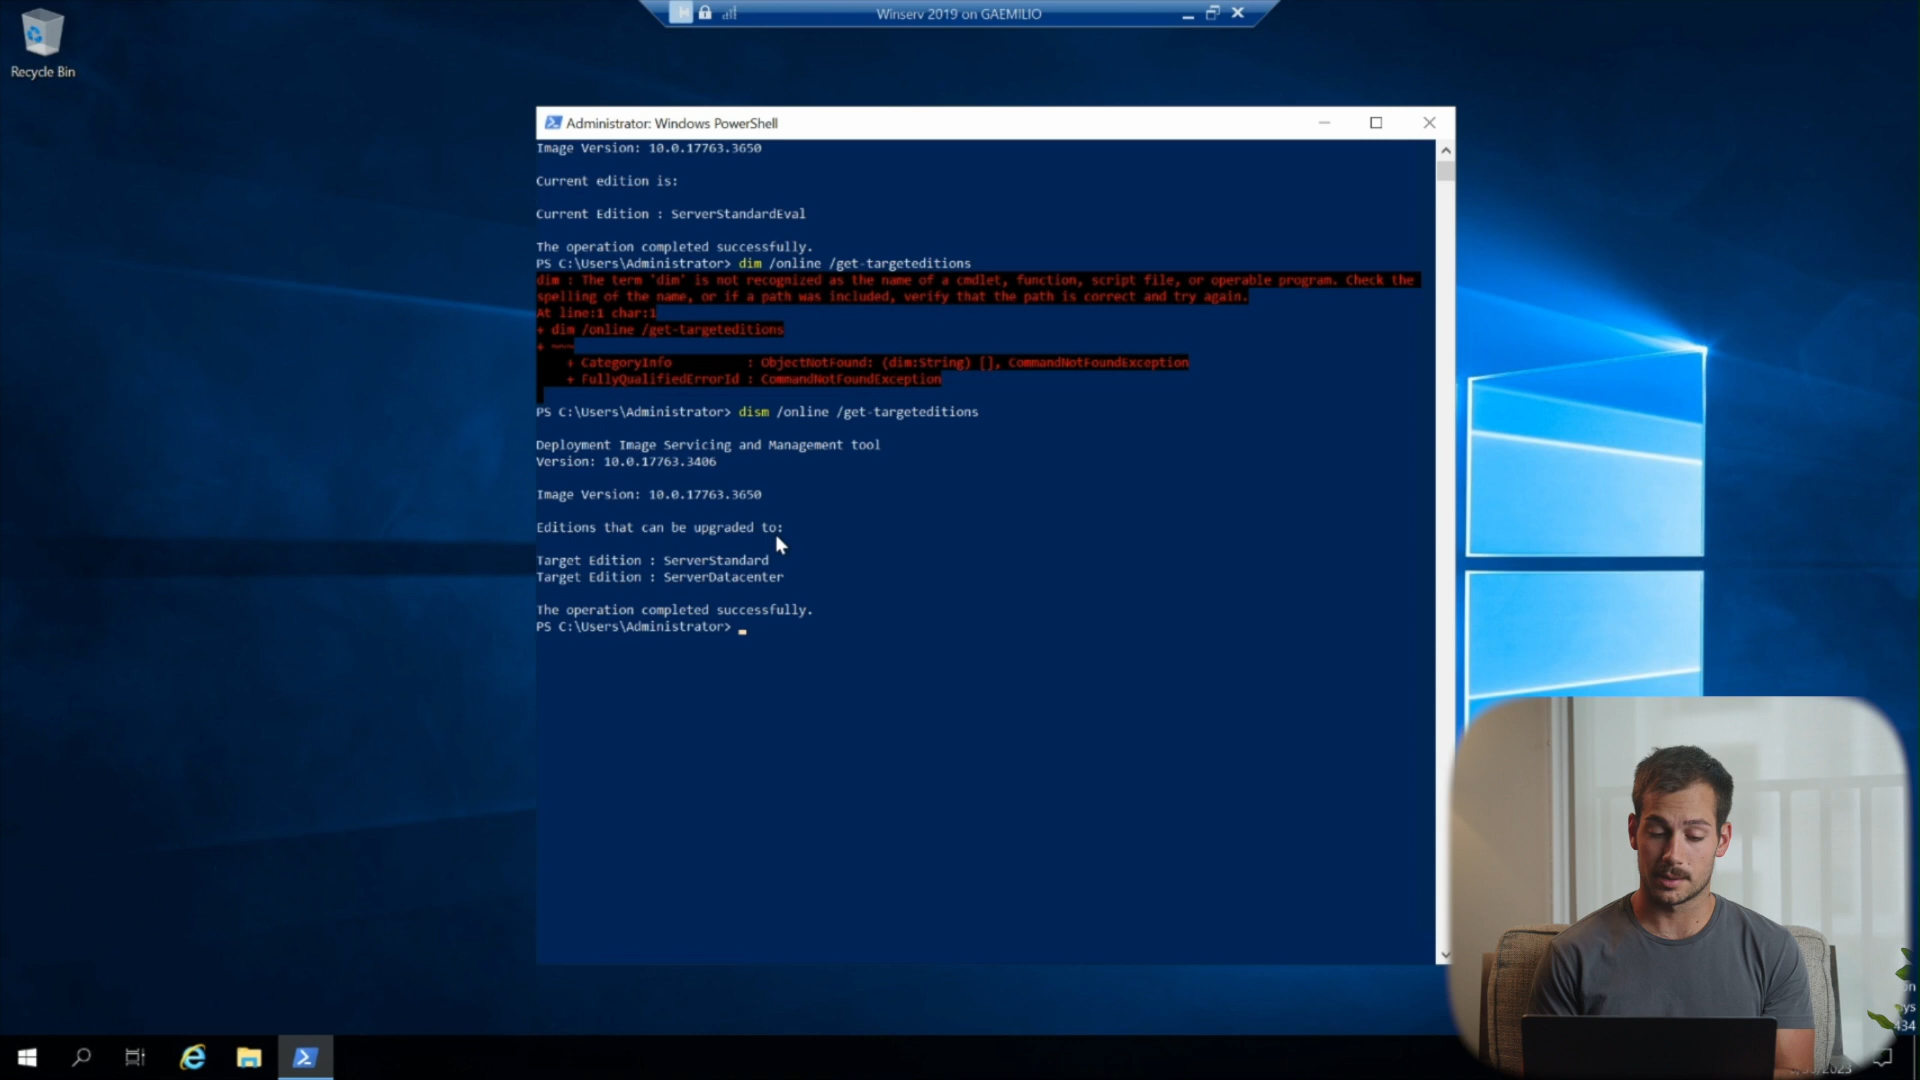 Winserv 2019 on GAEMILIO
Recycle Bin
Administrator: Windows PowerShell
Image Version: 10.0.17763.3650
Current edition is:
Current Edition : ServerStandardEval
The operation completed successfully.
PS C:\Users\Administrator> dim /online /get-targeteditions
dim : The term 'dim' is not recognized as the name of a cmdlet, function, script file, or operable program. Check the
spelling of the name, or if a path was included, verify that the path is correct and try again.
At line:1 char:1
+ dim /online /get-targeteditions
+ ~~~
+ CategoryInfo : ObjectNotFound: (dim:String) [], CommandNotFoundException
+ FullyQualifiedErrorId : CommandNotFoundException
PS C:\Users\Administrator> dism /online /get-targeteditions
Deployment Image Servicing and Management tool
Version: 10.0.17763.3406
Image Version: 10.0.17763.3650
Editions that can be upgraded to:
Target Edition : ServerStandard
Target Edition : ServerDatacenter
The operation completed successfully.
PS C:\Users\Administrator>